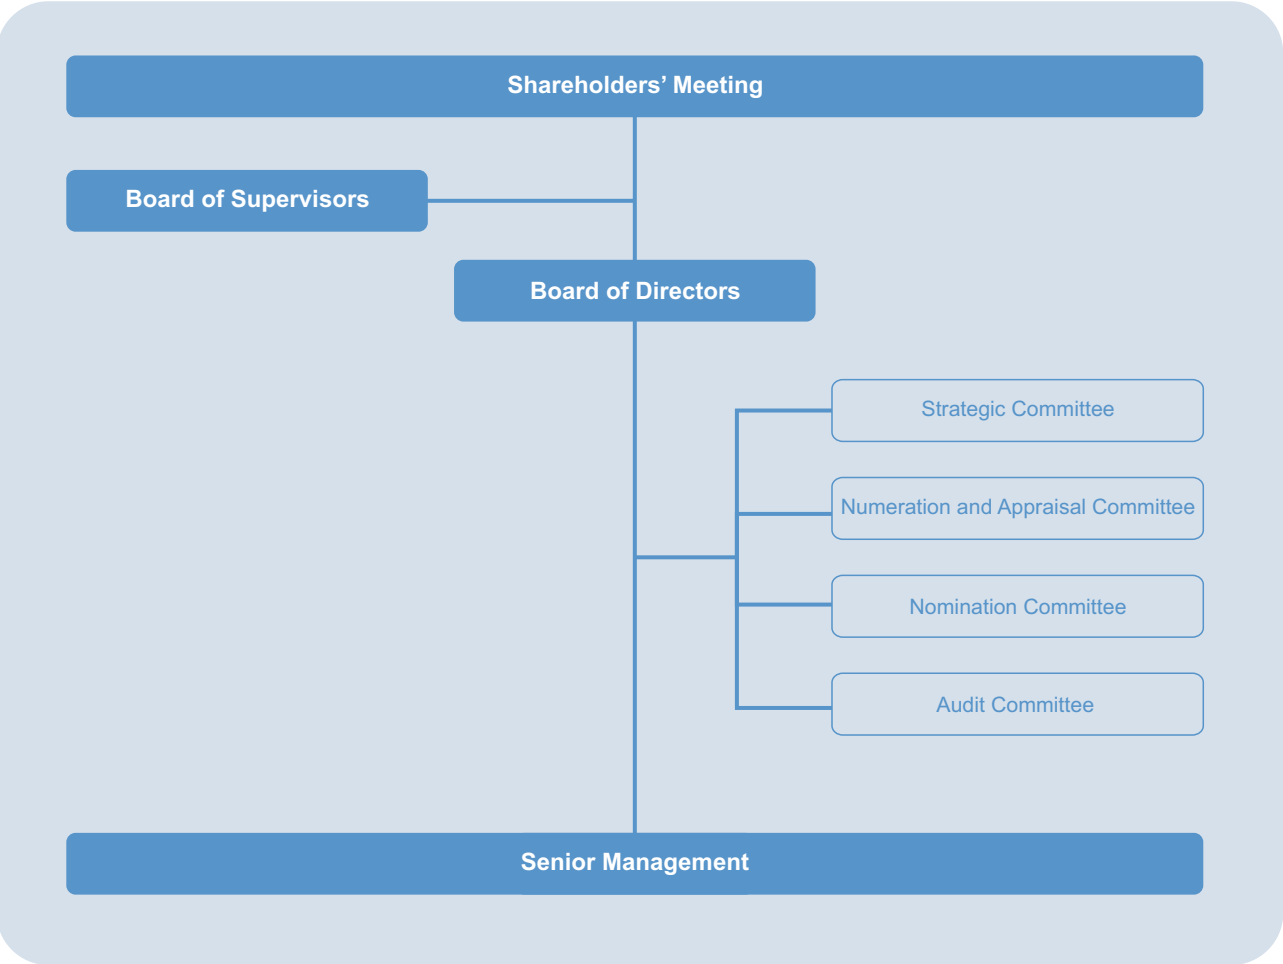 Shareholders’ Meeting
Board of Supervisors
Board of Directors
Strategic Committee
Numeration and Appraisal Committee
Nomination Committee
Audit Committee
Senior Management